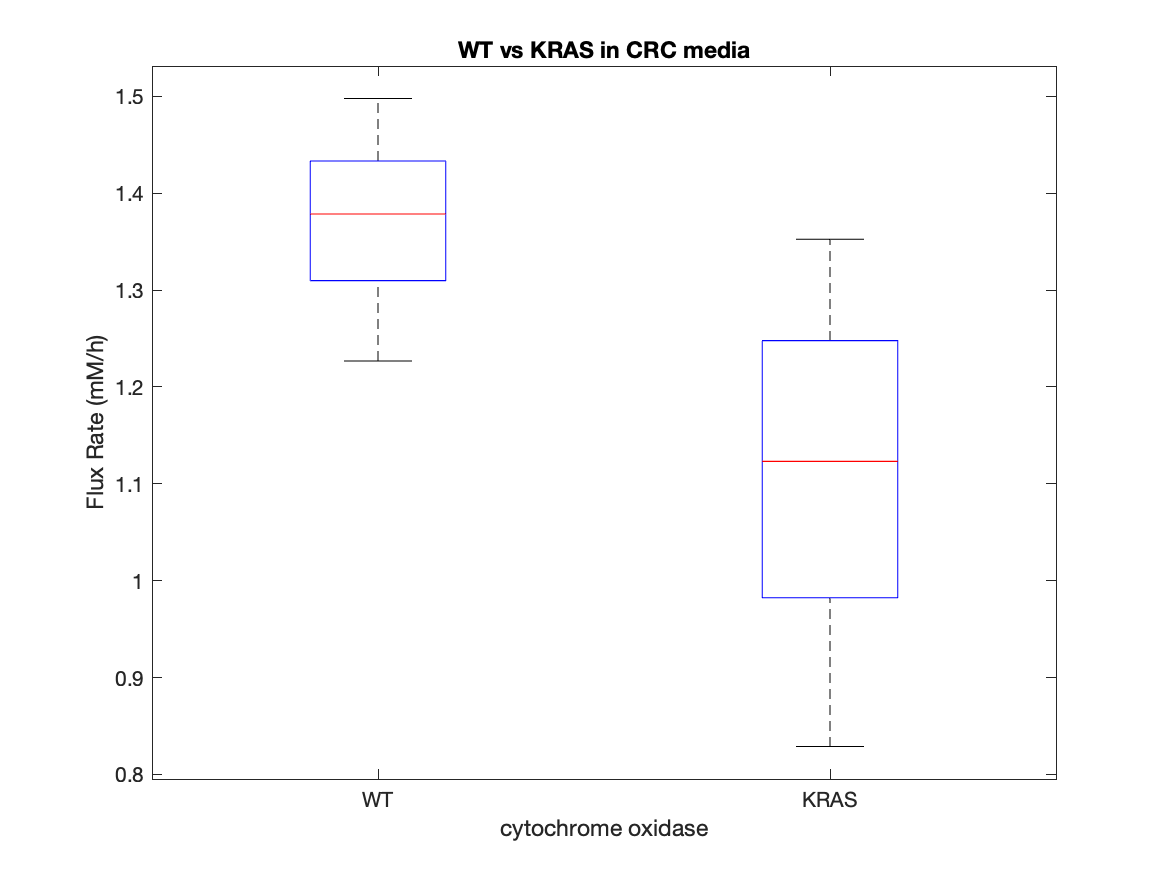 WT vs KRAS in CRC media
1.5
1.4
1.3
1.2
1.1
1
0.9
0.8
Flux Rate (mM/h)
WT
KRAS
cytochrome oxidase